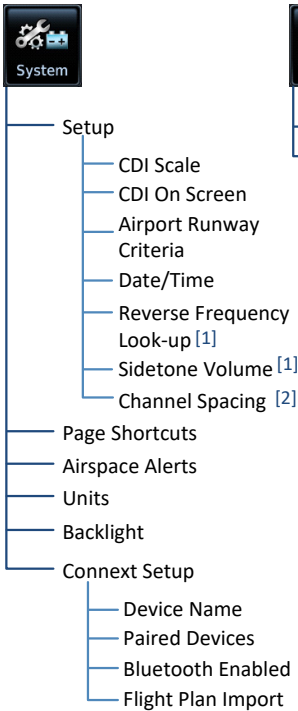 System
Setup
CDI Scale
CDI On Screen
Airport Runway
Criteria
Date/Time
Reverse Frequency
Look-up [1]
Sidetone Volume [1]
Channel Spacing [2]
Page Shortcuts
Airspace Alerts
Units
Backlight
Connext Setup
Device Name
Paired Devices
Bluetooth Enabled
Flight Plan Import